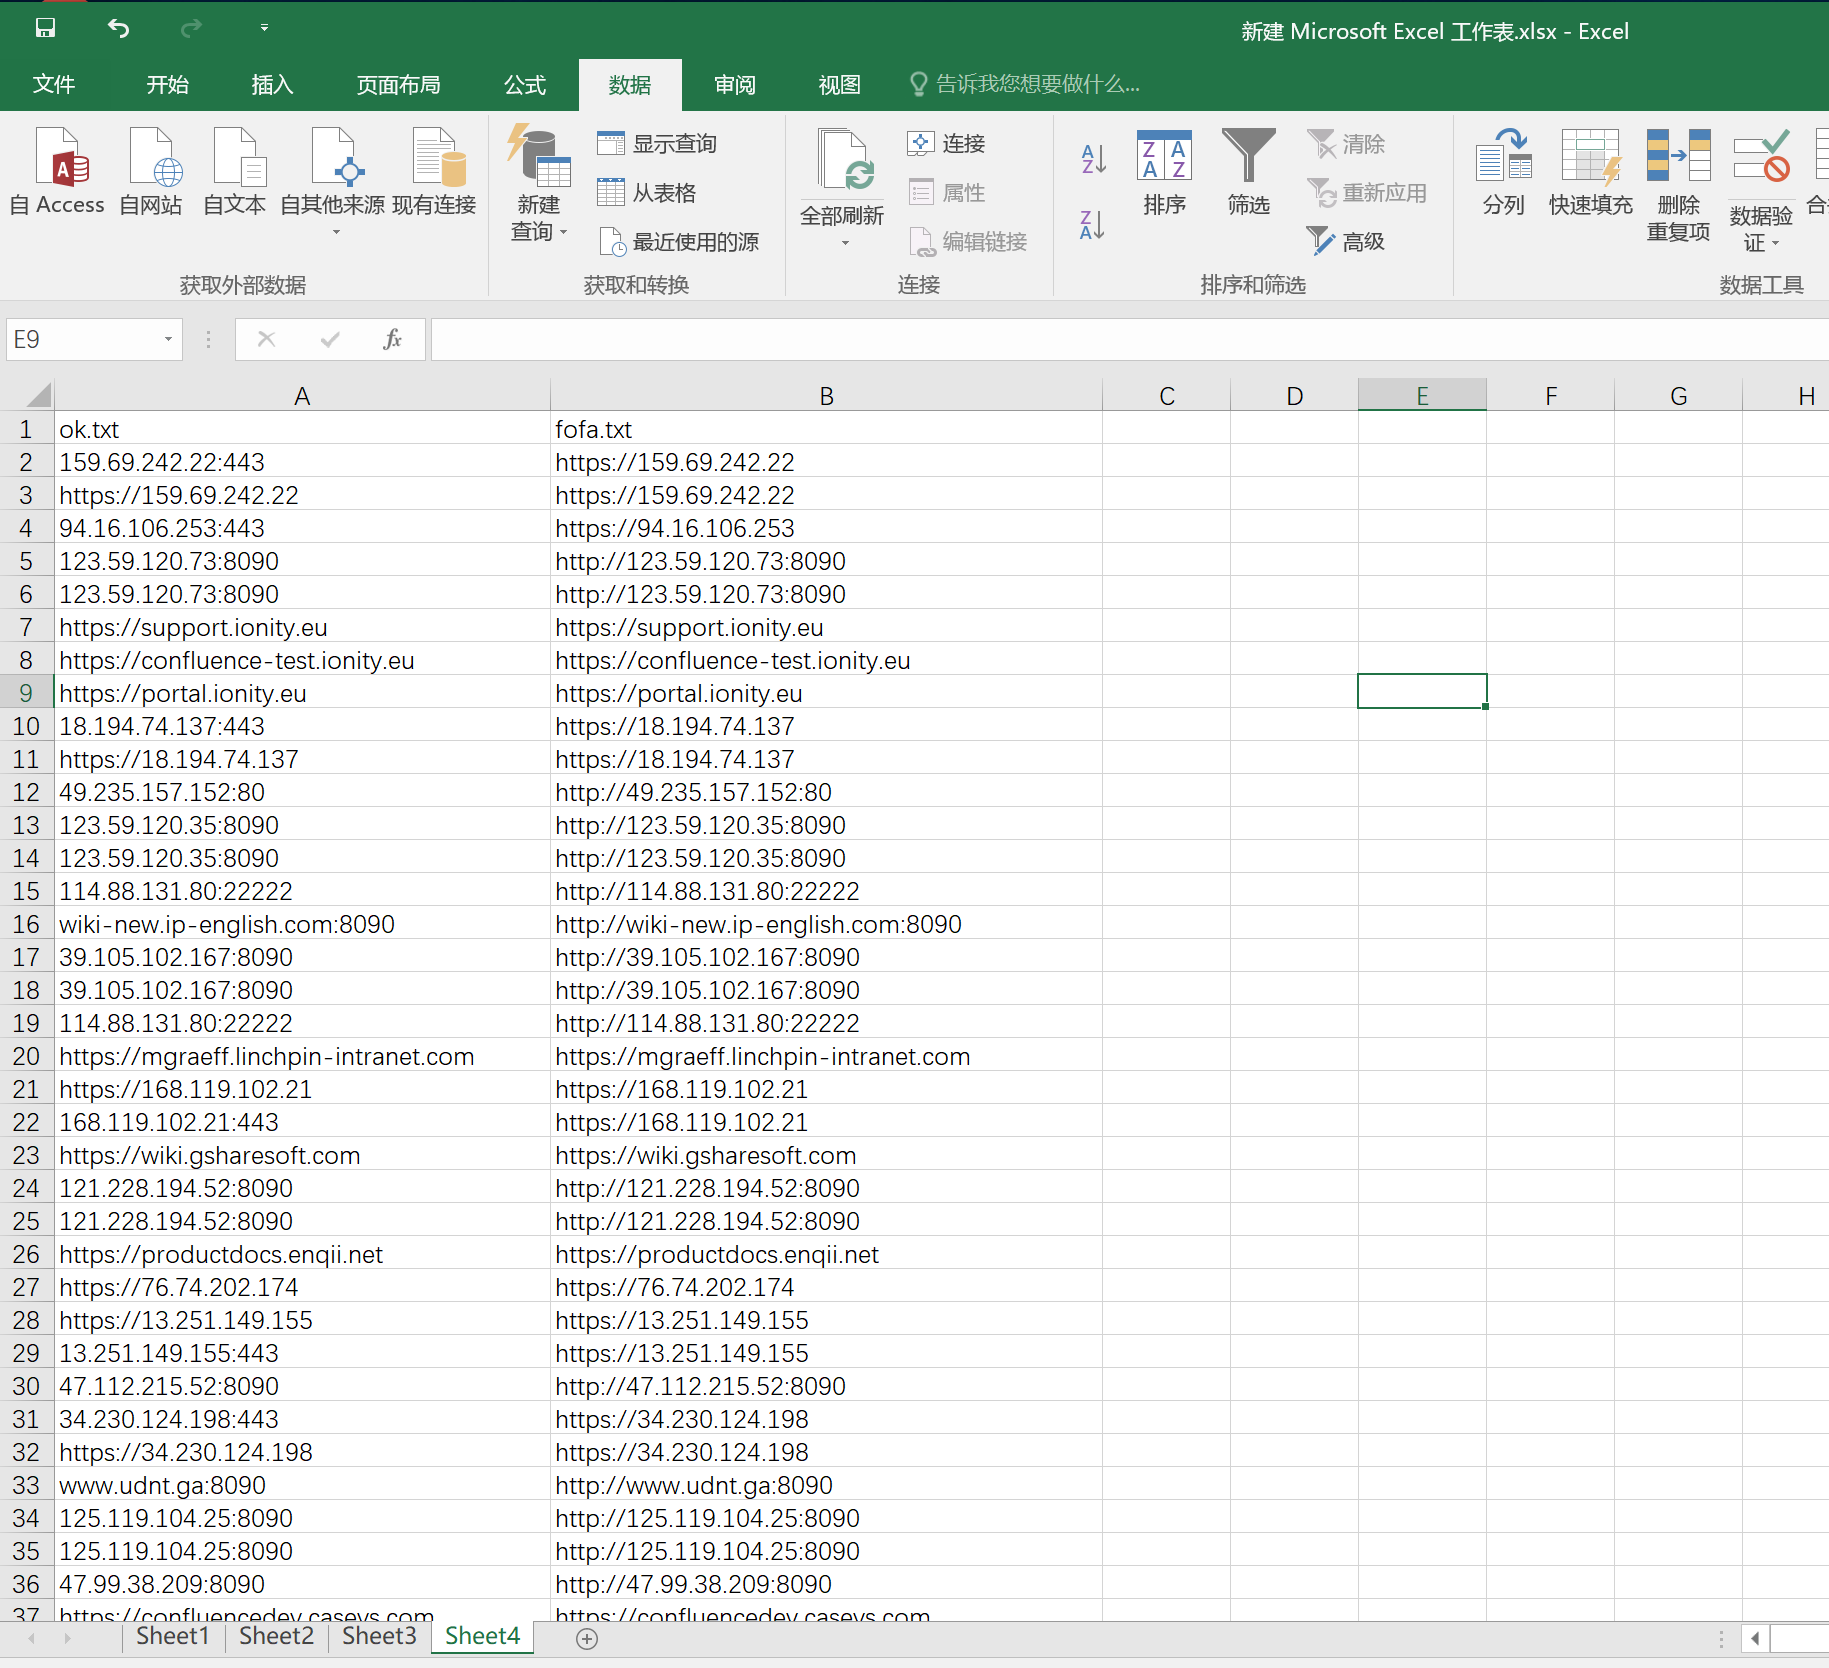 新建 Microsoft Excel 工作表.xlsx - Excel
文件 开始 插入 页面布局 公式 数据 审阅 视图 告诉我您想要做什么...
自 Access 自网站 自文本 自其他来源 现有连接
获取外部数据
新建
查询
显示查询
从表格
最近使用的源
获取和转换
全部刷新
连接
属性
编辑链接
连接
排序
筛选
清除
重新应用
高级
排序和筛选
分列
快速填充
删除
重复项
数据验
证
数据工具
E9
fx
A B C D E F G H
1 ok.txt fofa.txt
2 159.69.242.22:443 https://159.69.242.22
3 https://159.69.242.22 https://159.69.242.22
4 94.16.106.253:443 https://94.16.106.253
5 123.59.120.73:8090 http://123.59.120.73:8090
6 123.59.120.73:8090 http://123.59.120.73:8090
7 https://support.ionity.eu https://support.ionity.eu
8 https://confluence-test.ionity.eu https://confluence-test.ionity.eu
9 https://portal.ionity.eu https://portal.ionity.eu
10 18.194.74.137:443 https://18.194.74.137
11 https://18.194.74.137 https://18.194.74.137
12 49.235.157.152:80 http://49.235.157.152:80
13 123.59.120.35:8090 http://123.59.120.35:8090
14 123.59.120.35:8090 http://123.59.120.35:8090
15 114.88.131.80:22222 http://114.88.131.80:22222
16 wiki-new.ip-english.com:8090 http://wiki-new.ip-english.com:8090
17 39.105.102.167:8090 http://39.105.102.167:8090
18 39.105.102.167:8090 http://39.105.102.167:8090
19 114.88.131.80:22222 http://114.88.131.80:22222
20 https://mgraeff.linchpin-intranet.com https://mgraeff.linchpin-intranet.com
21 https://168.119.102.21 https://168.119.102.21
22 168.119.102.21:443 https://168.119.102.21
23 https://wiki.gsharesoft.com https://wiki.gsharesoft.com
24 121.228.194.52:8090 http://121.228.194.52:8090
25 121.228.194.52:8090 http://121.228.194.52:8090
26 https://productdocs.enqii.net https://productdocs.enqii.net
27 https://76.74.202.174 https://76.74.202.174
28 https://13.251.149.155 https://13.251.149.155
29 13.251.149.155:443 https://13.251.149.155
30 47.112.215.52:8090 http://47.112.215.52:8090
31 34.230.124.198:443 https://34.230.124.198
32 https://34.230.124.198 https://34.230.124.198
33 www.udnt.ga:8090 http://www.udnt.ga:8090
34 125.119.104.25:8090 http://125.119.104.25:8090
35 125.119.104.25:8090 http://125.119.104.25:8090
36 47.99.38.209:8090 http://47.99.38.209:8090
37 https://confluencedev.caseys.com https://confluencedev.caseys.com
Sheet1 Sheet2 Sheet3 Sheet4